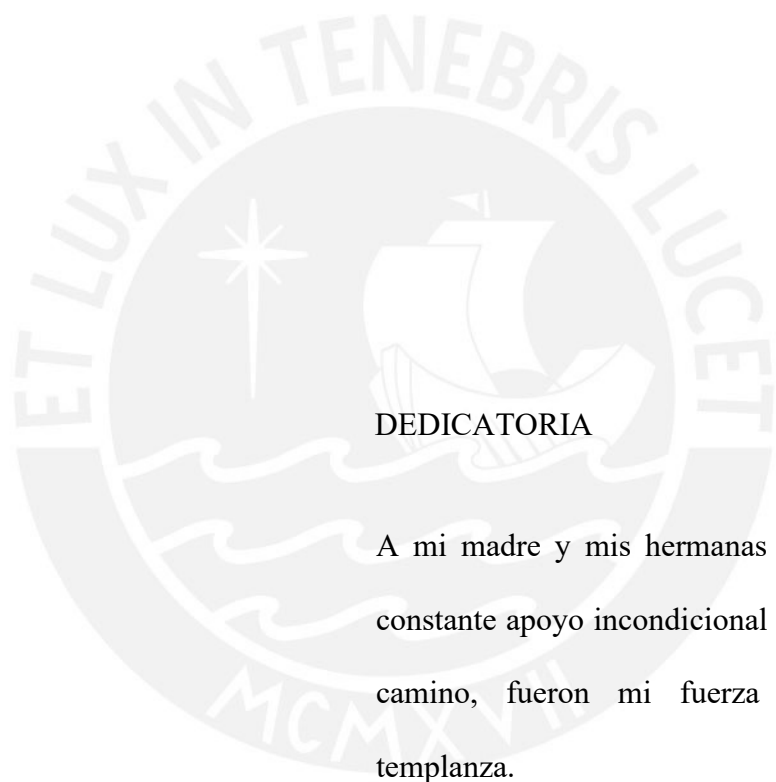 ET LUX IN TENEBRIS LUCET
DEDICATORIA
A mi madre y mis hermanas
constante apoyo incondicional
camino, fueron mi fuerza
templanza.
MCMXVII